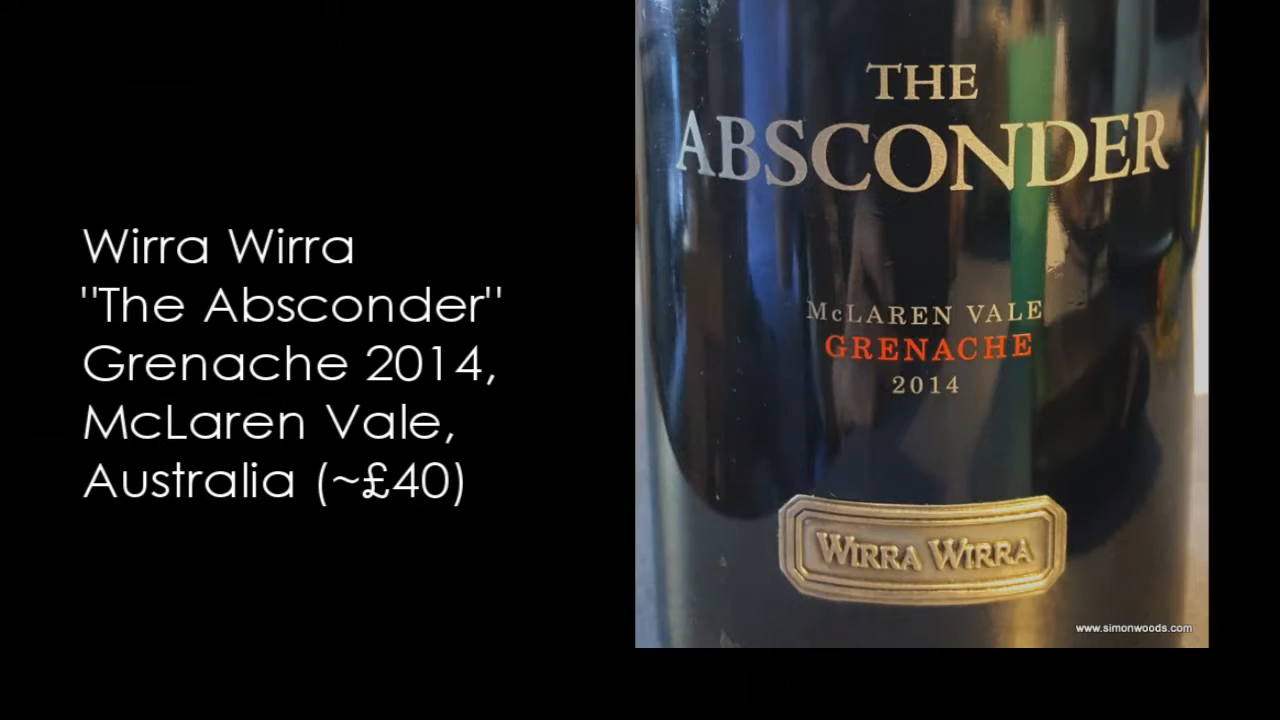 Wirra Wirra
"The Absconder"
Grenache 2014,
McLaren Vale,
Australia (~£40)
THE
ABSCONDER
McLAREN VALE
GRENACHE
2014
WIRRA WIRRA
www.simonwoods.com